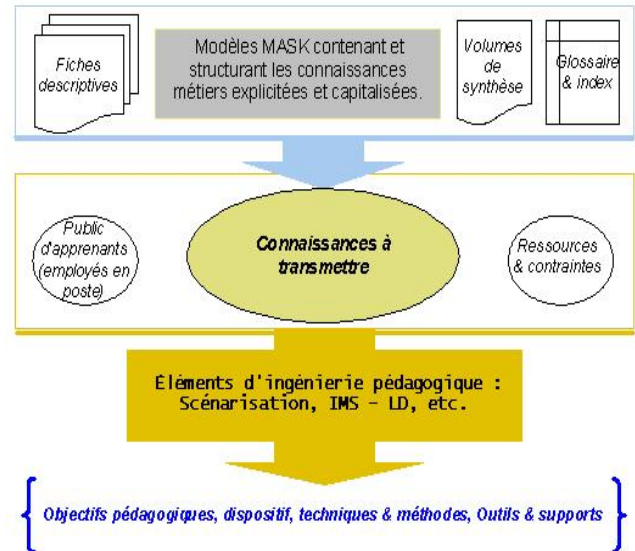 Fiches
descriptives
Modèles MASK contenant et
structurant les connaissances
métiers explicitées et capitalisées.
Volumes
de
synthèse
Glossaire
& index
Public
d'apprenants
(employés en
poste)
Connaissances à
transmettre
Ressources
& contraintes
Éléments d'ingénierie pédagogique :
Scénarisation, IMS - LD, etc.
Objectifs pédagogiques, dispositif, techniques & méthodes, Outils & supports